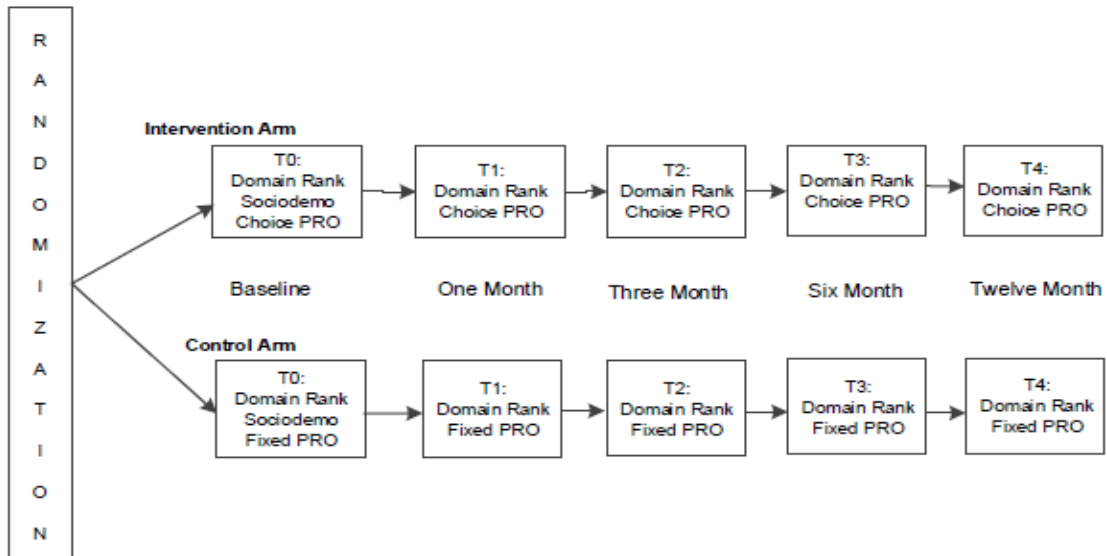 RANDOMIZATION
Intervention Arm
T0:
Domain Rank
Sociodemo
Choice PRO
T1:
Domain Rank
Choice PRO
T2:
Domain Rank
Choice PRO
T3:
Domain Rank
Choice PRO
T4:
Domain Rank
Choice PRO
Baseline
One Month
Three Month
Six Month
Twelve Month
Control Arm
T0:
Domain Rank
Sociodemo
Fixed PRO
T1:
Domain Rank
Fixed PRO
T2:
Domain Rank
Fixed PRO
T3:
Domain Rank
Fixed PRO
T4:
Domain Rank
Fixed PRO